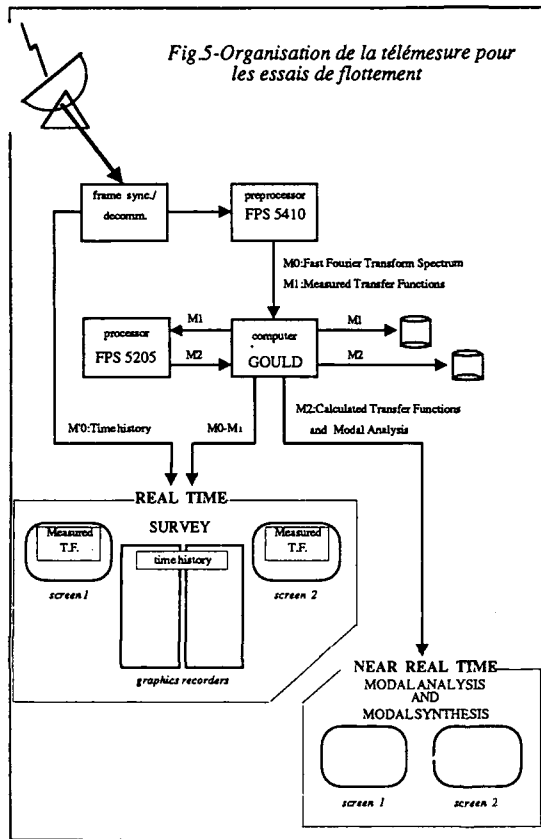 Fig.5-Organisation de la télémesure pour
les essais de flottement
frame sync./
decomm.
preprocessor
FPS 5410
M0:Fast Fourier Transform Spectrum
M1:Measured Transfer Functions
processor
FPS 5205
M1
M2
computer
GOULD
M1
M2
M'0:Time history
M0-M1
M2:Calculated Transfer Functions
and Modal Analysis
REAL TIME
SURVEY
Measured
T.F.
screen 1
time history
graphics recorders
Measured
T.F.
screen 2
NEAR REAL TIME
MODAL ANALYSIS
AND
MODAL SYNTHESIS
screen 1
screen 2